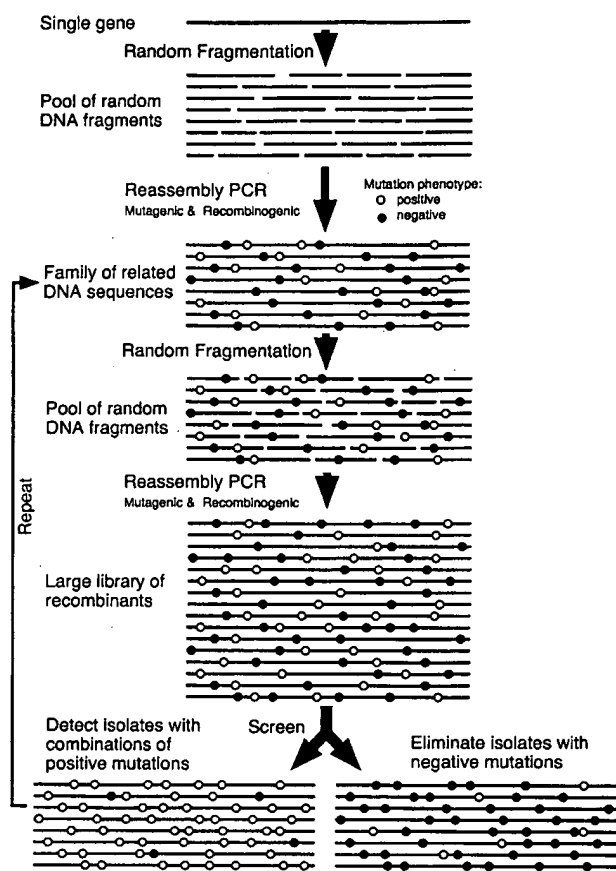 Single gene
Random Fragmentation
Pool of random
DNA fragments
Reassembly PCR
Mutagenic & Recombinogenic
Mutation phenotype:
positive
negative
Family of related
DNA sequences
Random Fragmentation
Pool of random
DNA fragments
Reassembly PCR
Mutagenic & Recombinogenic
Repeat
Large library of
recombinants
Screen
Detect isolates with
combinations of
positive mutations
Eliminate isolates with
negative mutations